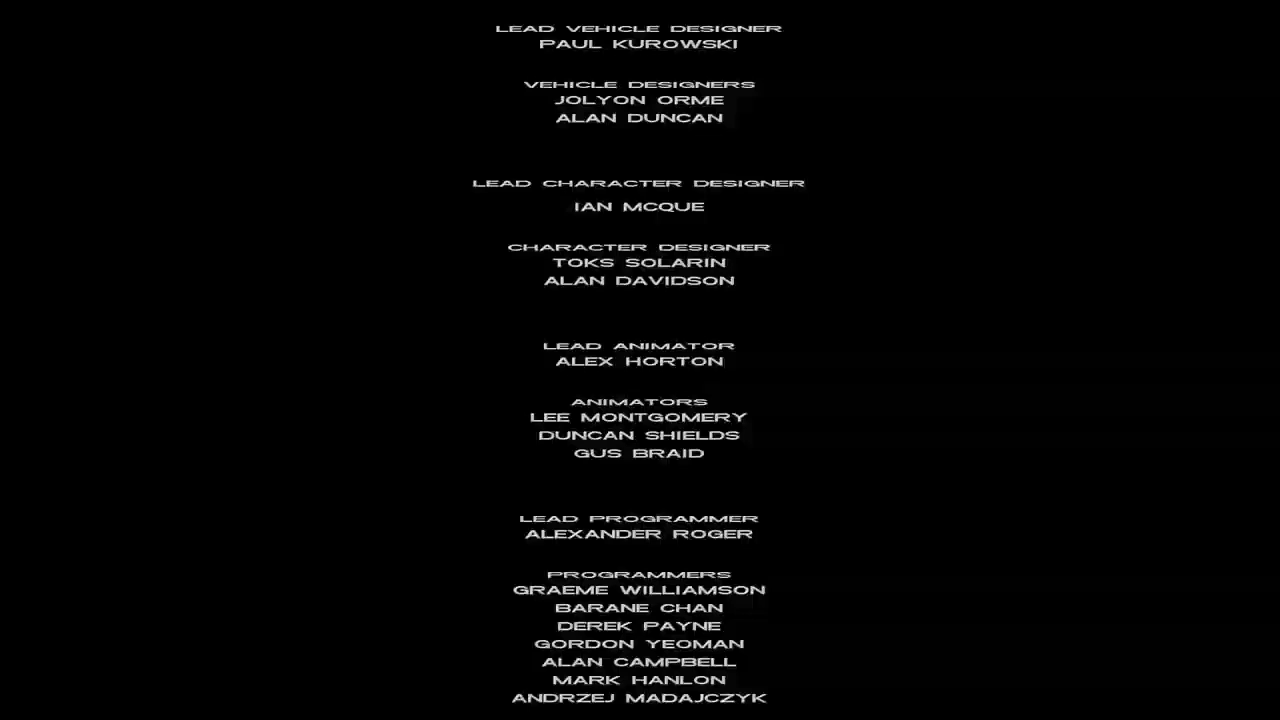 LEAD VEHICLE DESIGNER
PAUL KUROWSKI
VEHICLE DESIGNERS
JOLYON ORME
ALAN DUNCAN
LEAD CHARACTER DESIGNER
IAN MCQUE
CHARACTER DESIGNER
TOKS SOLARIN
ALAN DAVIDSON
LEAD ANIMATOR
ALEX HORTON
ANIMATORS
LEE MONTGOMERY
DUNCAN SHIELDS
GUS BRAID
LEAD PROGRAMMER
ALEXANDER ROGER
PROGRAMMERS
GRAEME WILLIAMSON
BARANE CHAN
DEREK PAYNE
GORDON YEOMAN
ALAN CAMPBELL
MARK HANLON
ANDRZEJ MADAJCZYK